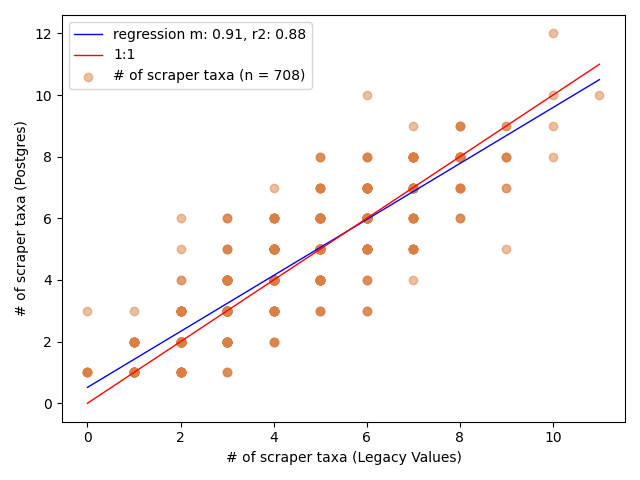 regression m: 0.91, r2: 0.88
1:1
# of scraper taxa (n = 708)
12
10
8
6
4
2
0
# of scraper taxa (Postgres)
0 2 4 6 8 10
# of scraper taxa (Legacy Values)